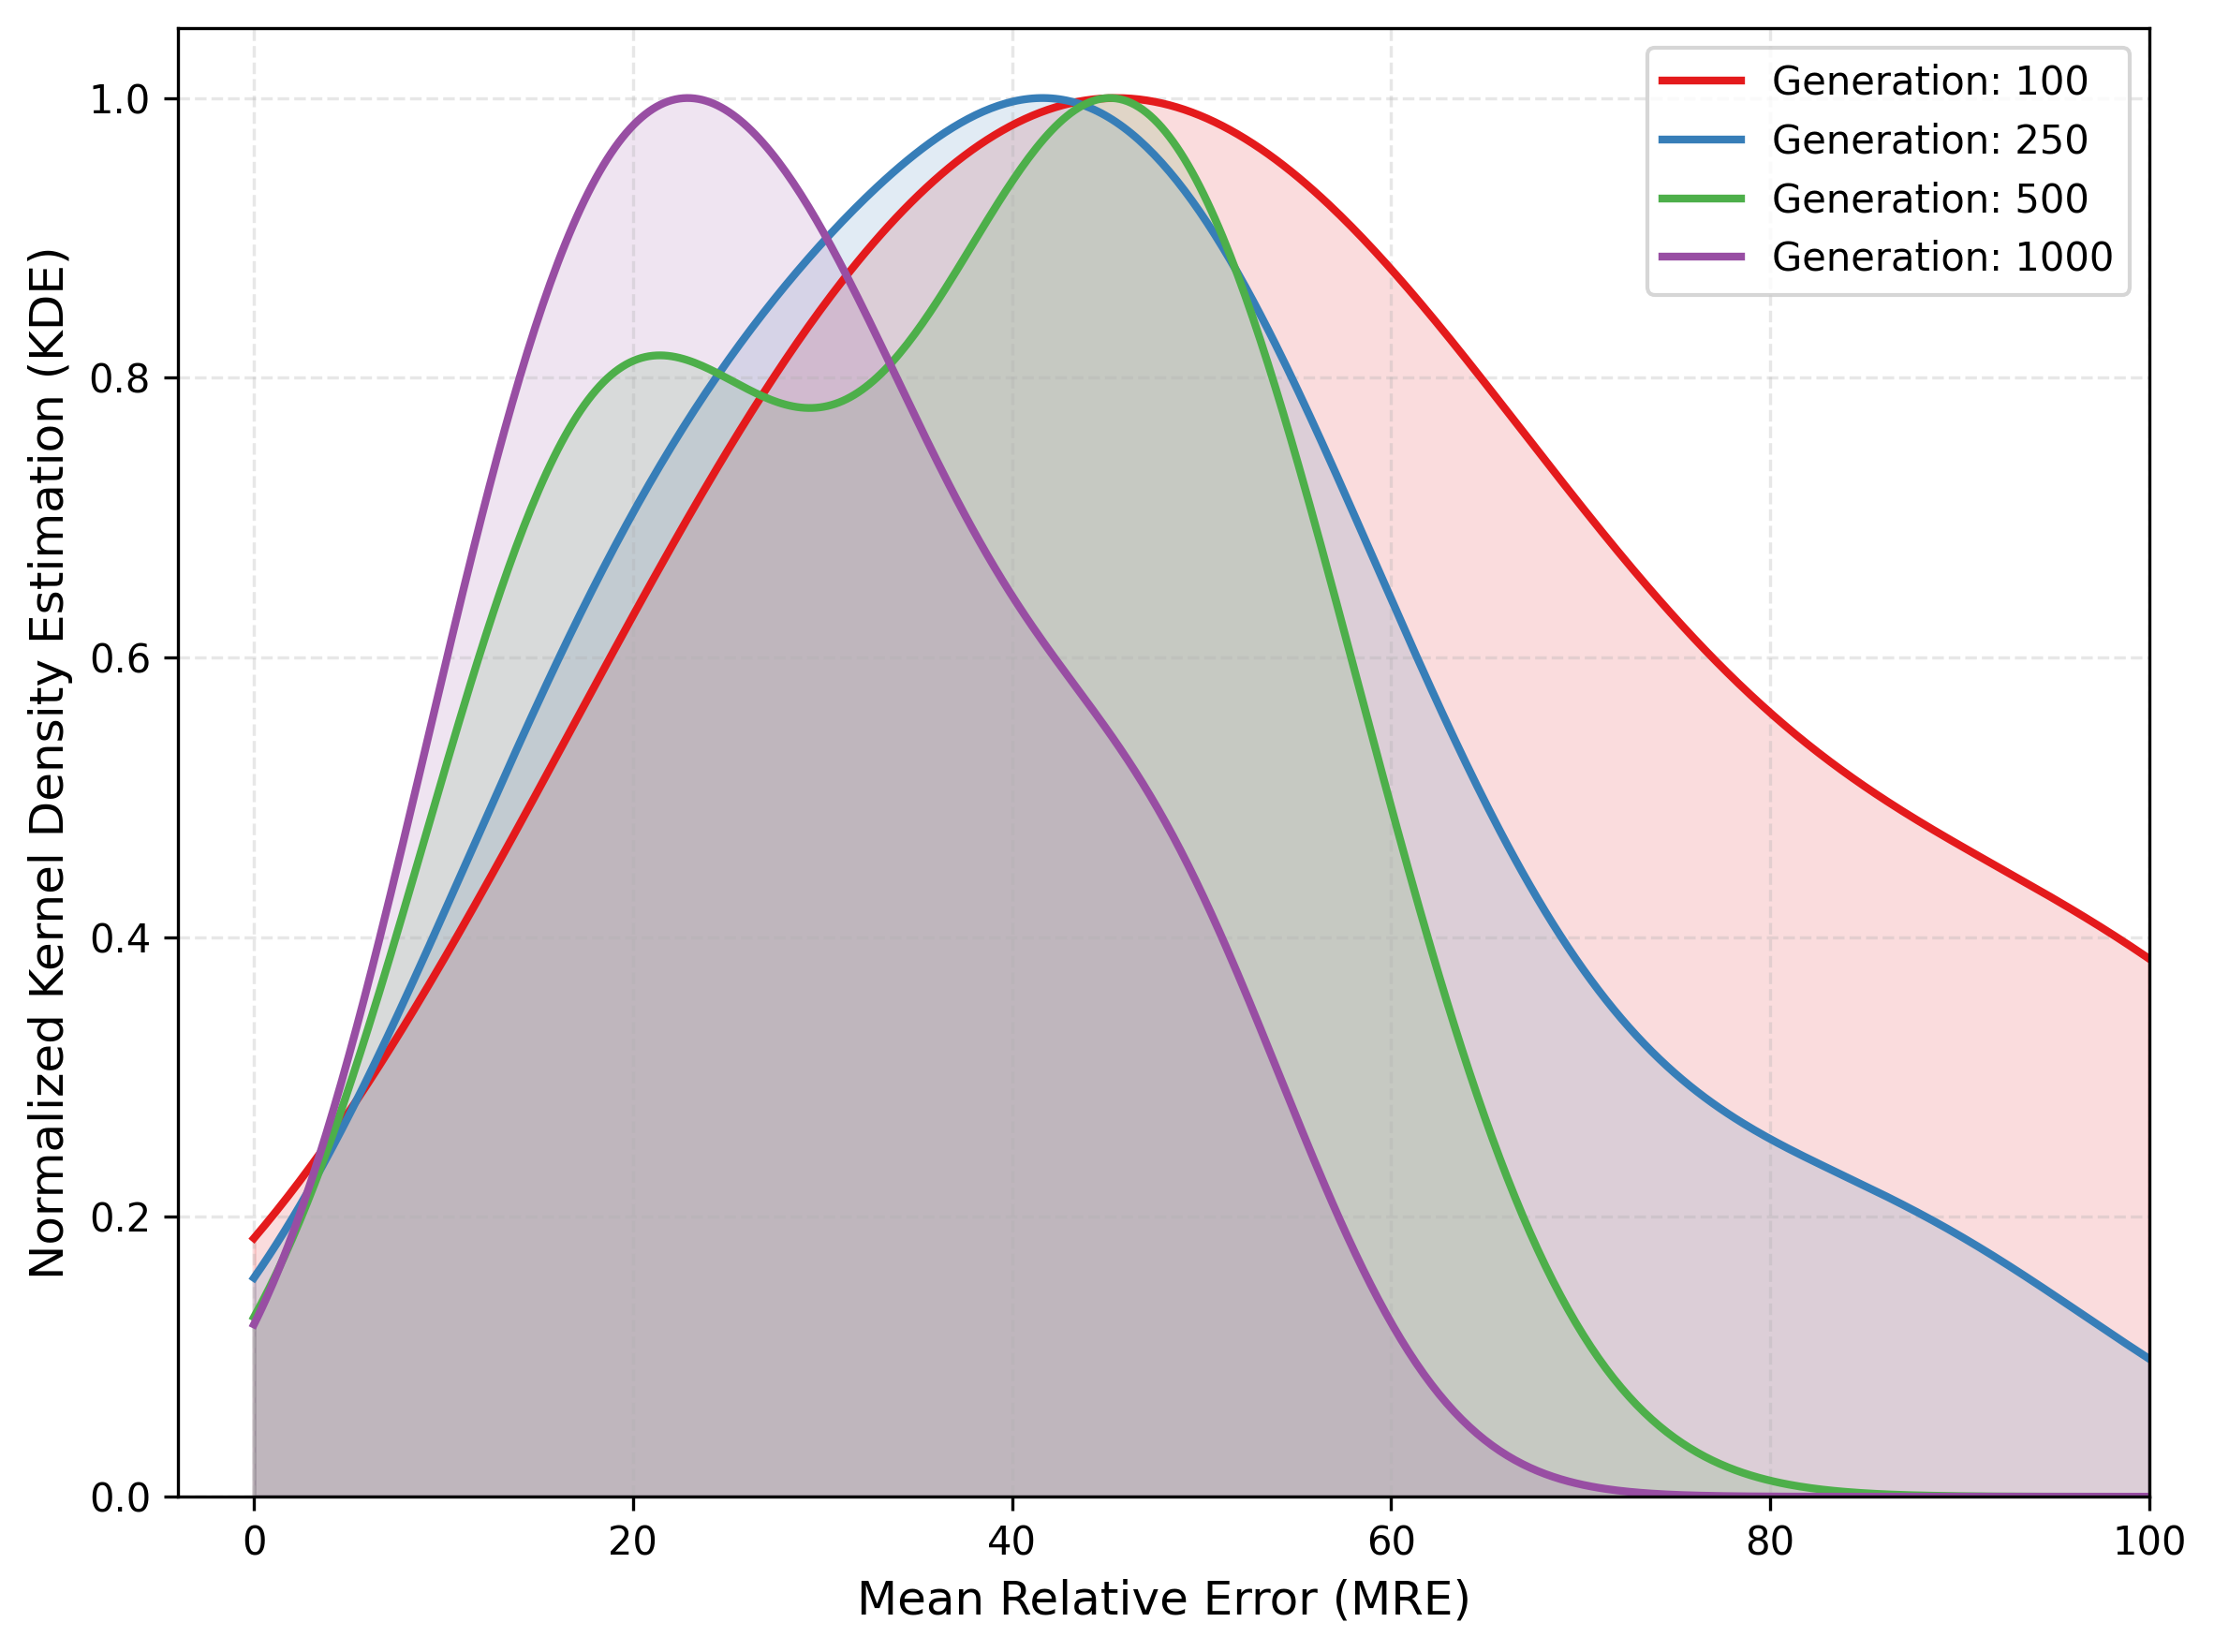 Generation: 100
Generation: 250
Generation: 500
Generation: 1000
Normalized Kernel Density Estimation (KDE)
1.0
0.8
0.6
0.4
0.2
0.0
0 20 40 60 80 100
Mean Relative Error (MRE)